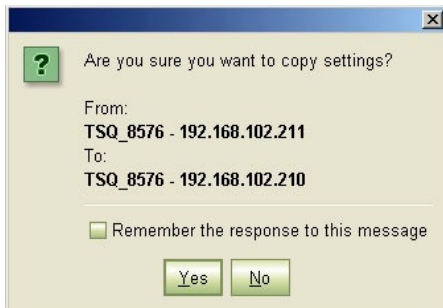 Are you sure you want to copy settings?
From:
TSQ_8576 - 192.168.102.211
To:
TSQ_8576 - 192.168.102.210
Remember the response to this message
Yes No